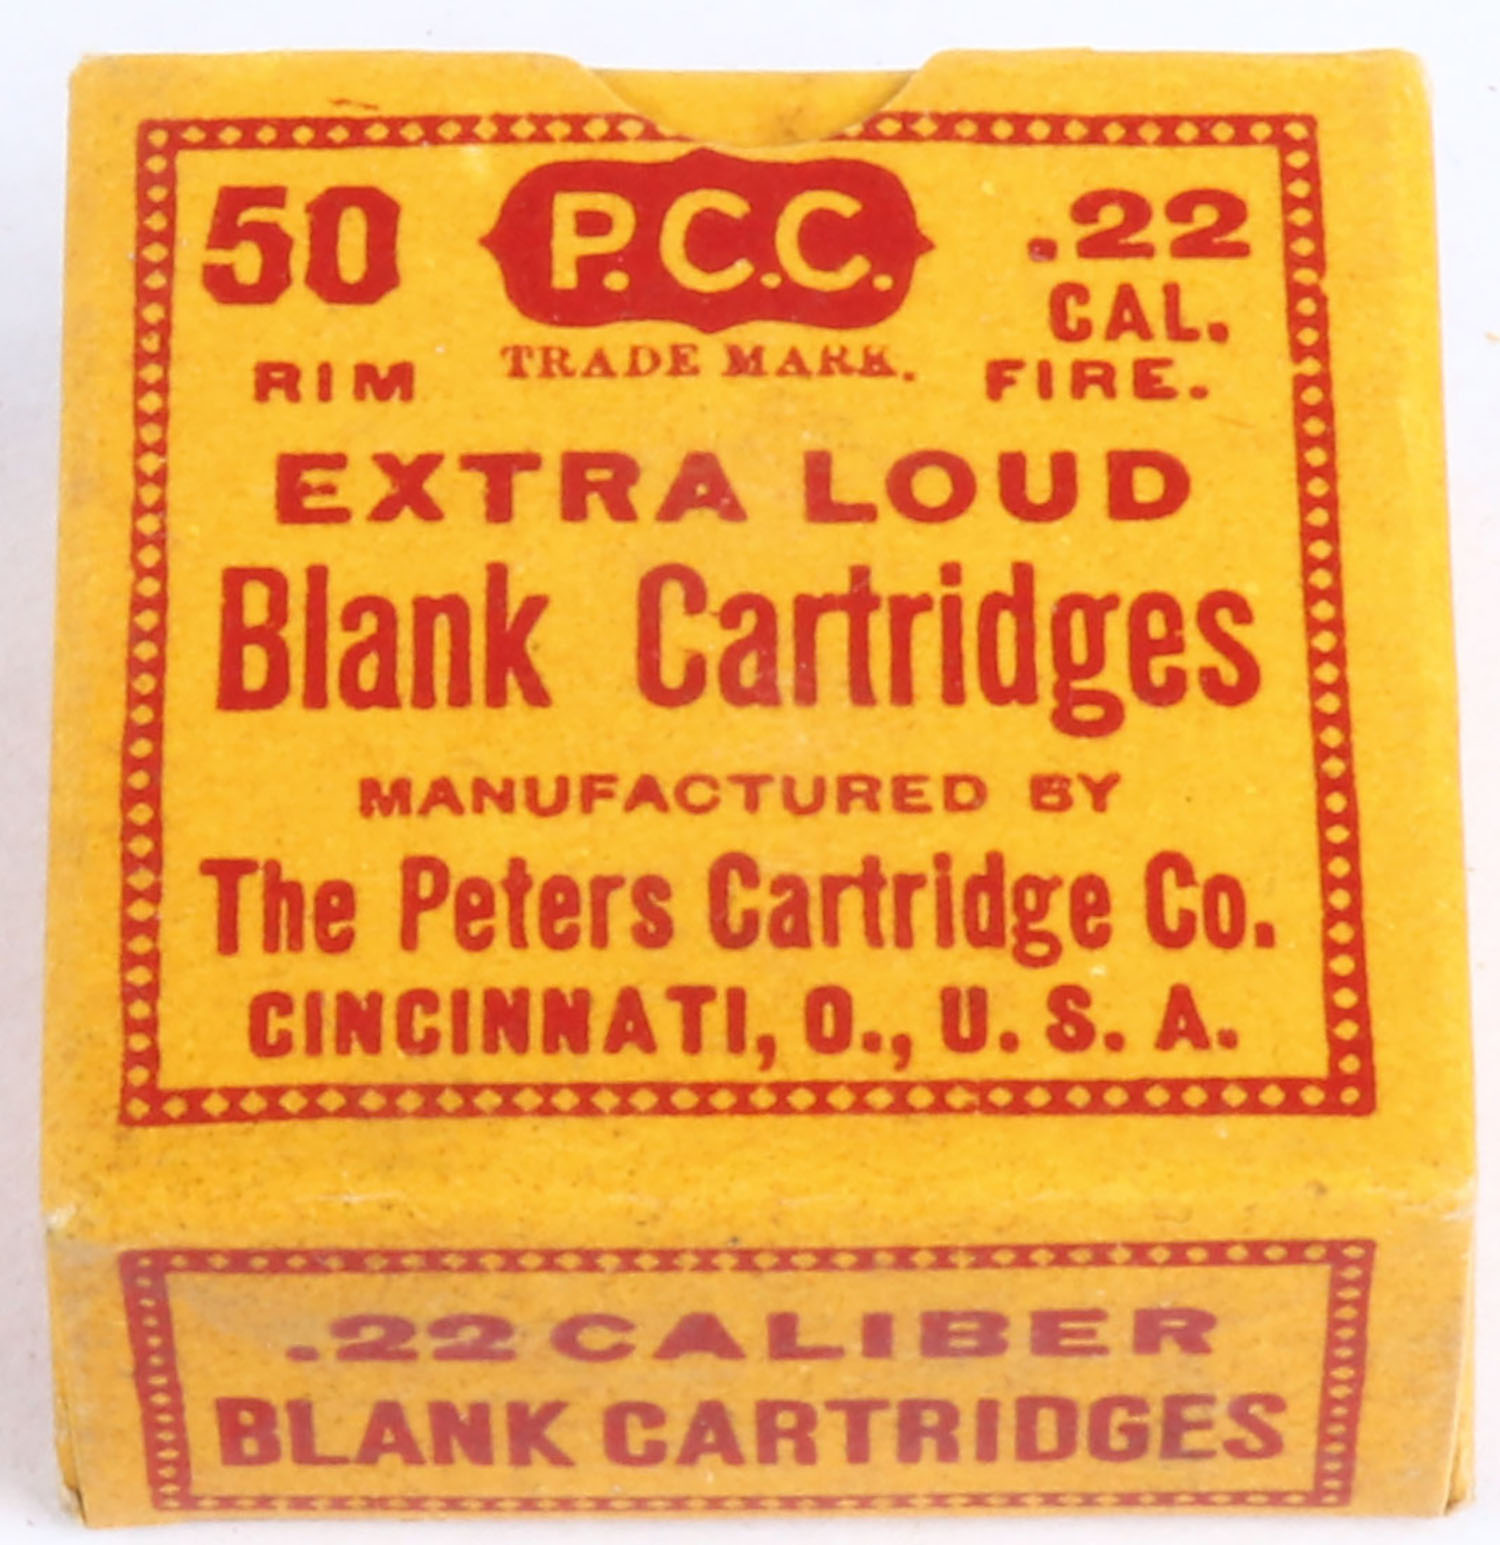 50 P.C.C. .22
CAL.
TRADE MARK.
RIM FIRE.
EXTRA LOUD
Blank Cartridges
MANUFACTURED BY
The Peters Cartridge Co.
CINCINNATI, O., U. S. A.
.22 CALIBER
BLANK CARTRIDGES